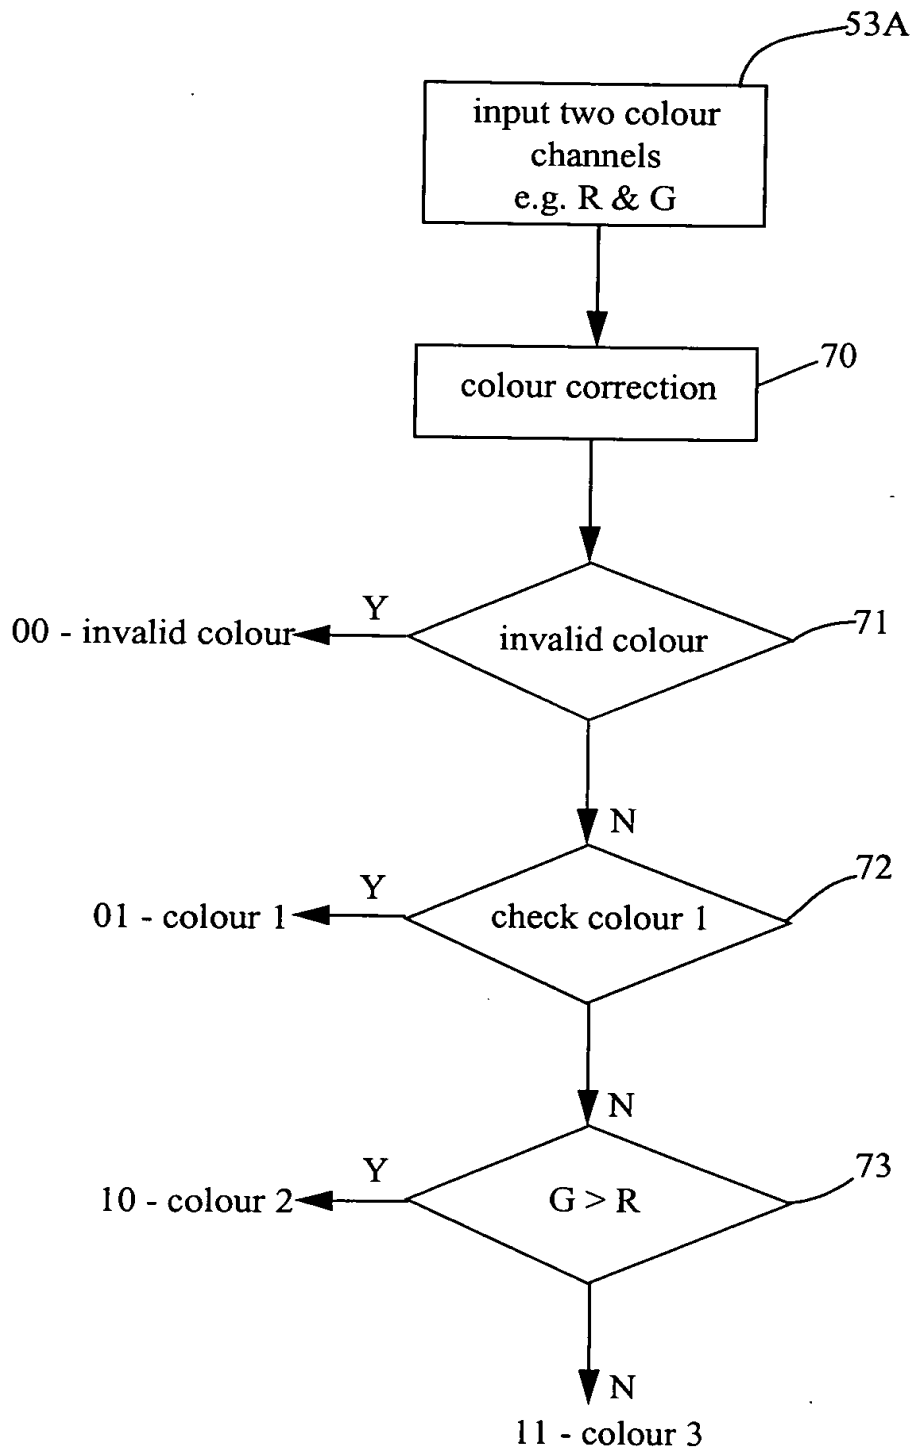 53A
input two colour
channels
e.g. R & G
70
colour correction
Y
00 - invalid colour
invalid colour
71
N
72
Y
01 - colour 1
check colour 1
N
73
Y
10 - colour 2
G > R
N
11 - colour 3